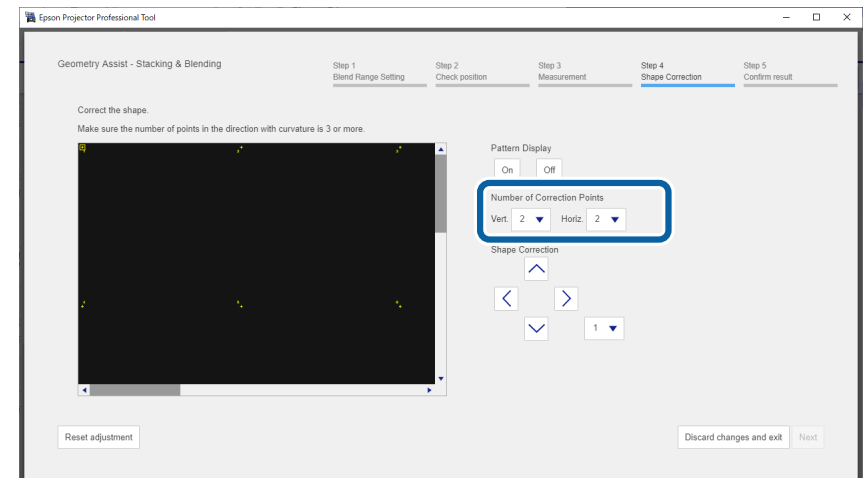 Epson Projector Professional Tool
Geometry Assist - Stacking & Blending
Step 1
Blend Range Setting
Step 2
Check position
Step 3
Measurement
Step 4
Shape Correction
Step 5
Confirm result
Correct the shape.
Make sure the number of points in the direction with curvature is 3 or more.
Pattern Display
On Off
Number of Correction Points
Vert. 2 Horiz. 2
Shape Correction
1
Reset adjustment
Discard changes and exit Next